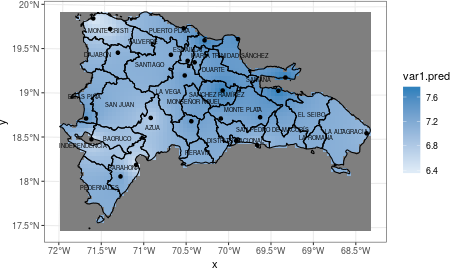 20°N
19.5°N
19°N
18.5°N
18°N
17.5°N
y
MONTE CRISTI
PUERTO PLATA
DAJABON
VALVERDE
ESPAILLAT
MARIA TRINIDAD SANCHEZ
SANTIAGO
DUARTE
SAMANA
LA VEGA
SANCHEZ RAMIREZ
ELIAS PIÑA
SAN JUAN
MONSEÑOR NOUEL
MONTE PLATA
EL SEIBO
AZUA
SAN PEDRO DE MACORIS
LA ALTAGRACIA
BAORUCO
LA ROMANA
INDEPENDENCIA
DISTRITO NACIONAL
PERAVIA
BARAHONA
PEDERNALES
72°W
71.5°W
71°W
70.5°W
70°W
69.5°W
69°W
68.5°W
x
var1.pred
7.6
7.2
6.8
6.4